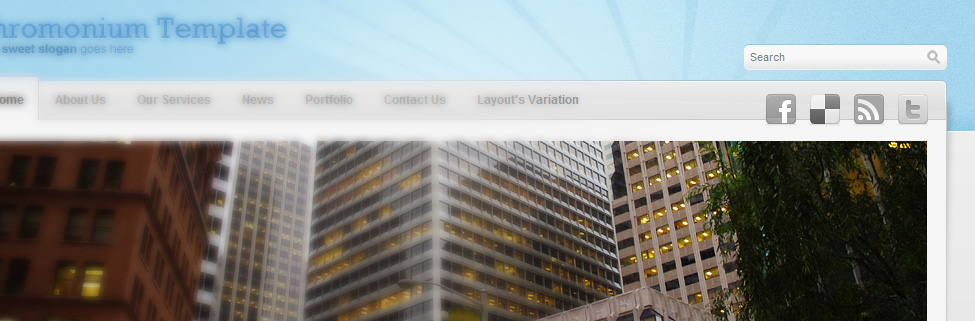 hromonium Template
sweet slogan goes here
Search
ome
About Us
Our Services
News
Portfolio
Contact Us
Layout's Variation